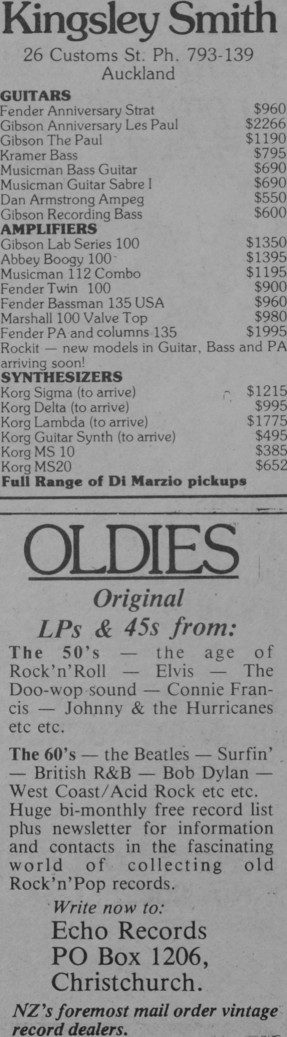 Kingsley Smith
26 Customs St. Ph. 793-139
Auckland
GUITARS
Fender Anniversary Strat $960
Gibson Anniversary Les Paul $2266
Gibson The Paul $1190
Kramer Bass $795
Musicman Bass Guitar $690
Musicman Guitar Sabre I $690
Dan Armstrong Ampeg $550
Gibson Recording Bass $600
AMPLIFIERS
Gibson Lab Series 100 $1350
Abbey Boogy 100 $1395
Musicman 112 Combo $1195
Fender Twin 100 $900
Fender Bassman 135 USA $960
Marshall 100 Valve Top $980
Fender PA and columns 135 $1995
Rockit — new models in Guitar, Bass and PA
arriving soon!
SYNTHESIZERS
Korg Sigma (to arrive) $1215
Korg Delta (to arrive) $995
Korg Lambda (to arrive) $1775
Korg Guitar Synth (to arrive) $495
Korg MS 10 $385
Korg MS20 $652
Full Range of Di Marzio pickups
OLDIES
Original
LPs & 45s from:
The 50's — the age of
Rock'n'Roll — Elvis — The
Doo-wop sound — Connie Fran-
cis — Johnny & the Hurricanes
etc etc.
The 60's — the Beatles — Surfin'
— British R&B — Bob Dylan —
West Coast/Acid Rock etc etc.
Huge bi-monthly free record list
plus newsletter for information
and contacts in the fascinating
world of collecting old
Rock'n'Pop records.
Write now to:
Echo Records
PO Box 1206,
Christchurch.
NZ's foremost mail order vintage
record dealers.